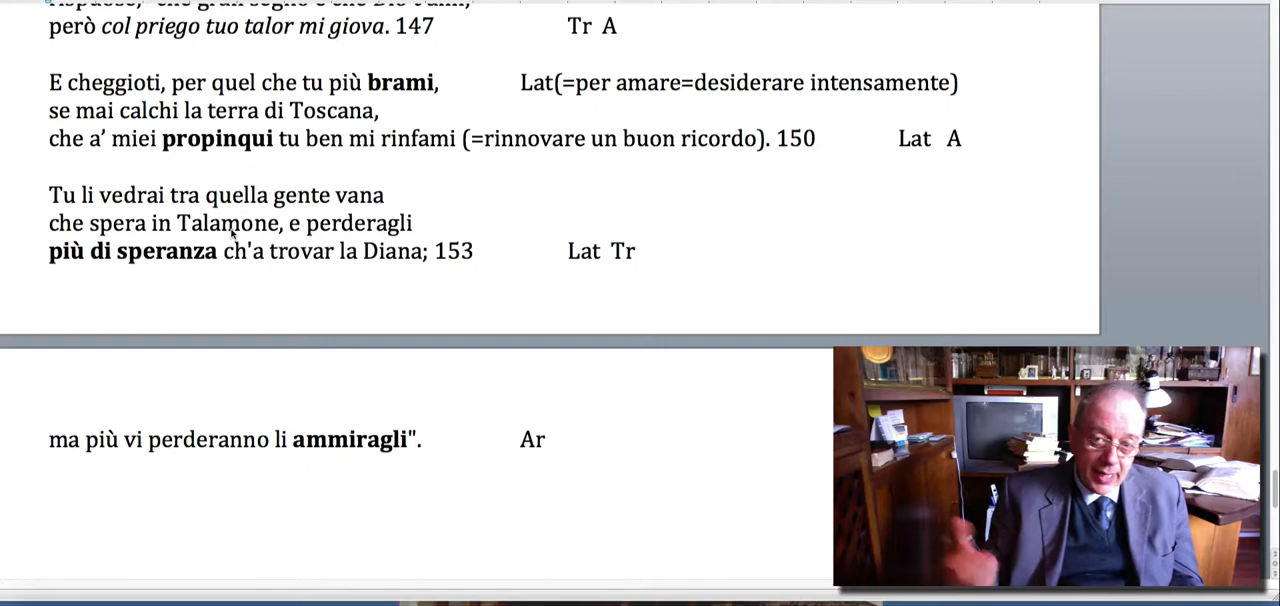 però col priego tuo talor mi giova. 147 Tr A
E cheggioti, per quel che tu più brami, Lat(=per amare=desiderare intensamente)
se mai calchi la terra di Toscana,
che a’ miei propinqui tu ben mi rinfami (=rinnovare un buon ricordo). 150 Lat A
Tu li vedrai tra quella gente vana
che spera in Talamone, e perderagli
più di speranza ch'a trovar la Diana; 153 Lat Tr
ma più vi perderanno li ammiragli". Ar